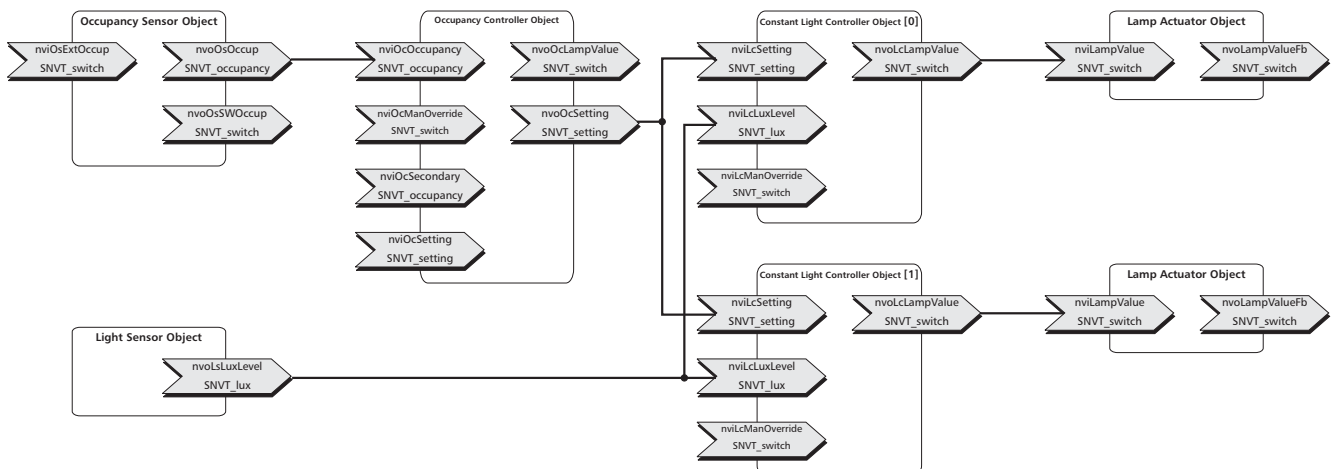 Occupancy Sensor Object
nviOsExtOccup
SNVT_switch
nvoOsOccup
SNVT_occupancy
nvoOsSWOccup
SNVT_switch
Occupancy Controller Object
nviOcOccupancy
SNVT_occupancy
nviOcManOverride
SNVT_switch
nviOcSecondary
SNVT_occupancy
nviOcSetting
SNVT_setting
nvoOcLampValue
SNVT_switch
nvoOcSetting
SNVT_setting
Constant Light Controller Object [0]
nviLcSetting
SNVT_setting
nviLcLuxLevel
SNVT_lux
nviLcManOverride
SNVT_switch
nvoLcLampValue
SNVT_switch
Lamp Actuator Object
nviLampValue
SNVT_switch
nvoLampValueFb
SNVT_switch
Light Sensor Object
nvoLsLuxLevel
SNVT_lux
Constant Light Controller Object [1]
nviLcSetting
SNVT_setting
nviLcLuxLevel
SNVT_lux
nviLcManOverride
SNVT_switch
nvoLcLampValue
SNVT_switch
Lamp Actuator Object
nviLampValue
SNVT_switch
nvoLampValueFb
SNVT_switch